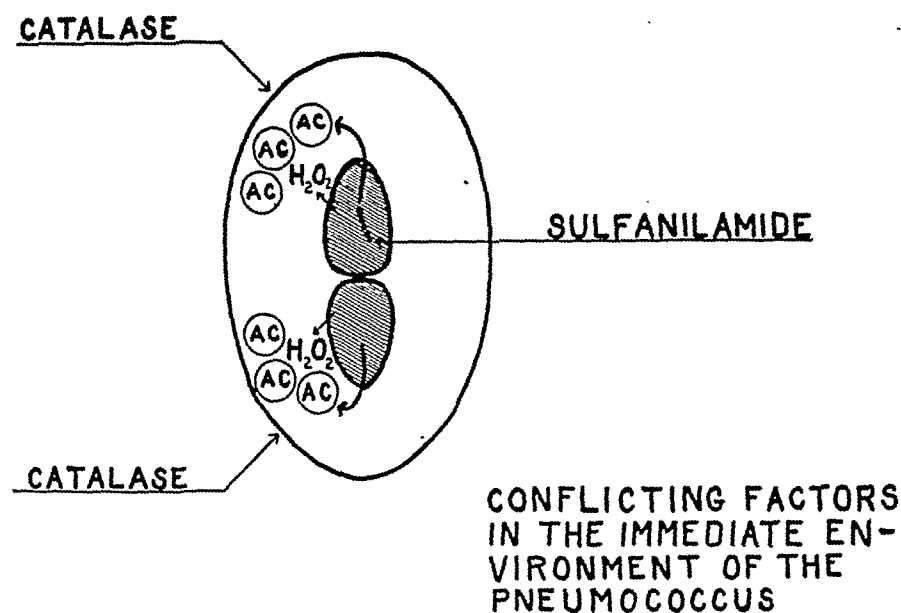 CATALASE
AC
AC
AC
H₂O₂
SULFANILAMIDE
AC
H₂O₂
AC
AC
CATALASE
CONFLICTING FACTORS
IN THE IMMEDIATE EN-
VIRONMENT OF THE
PNEUMOCOCCUS